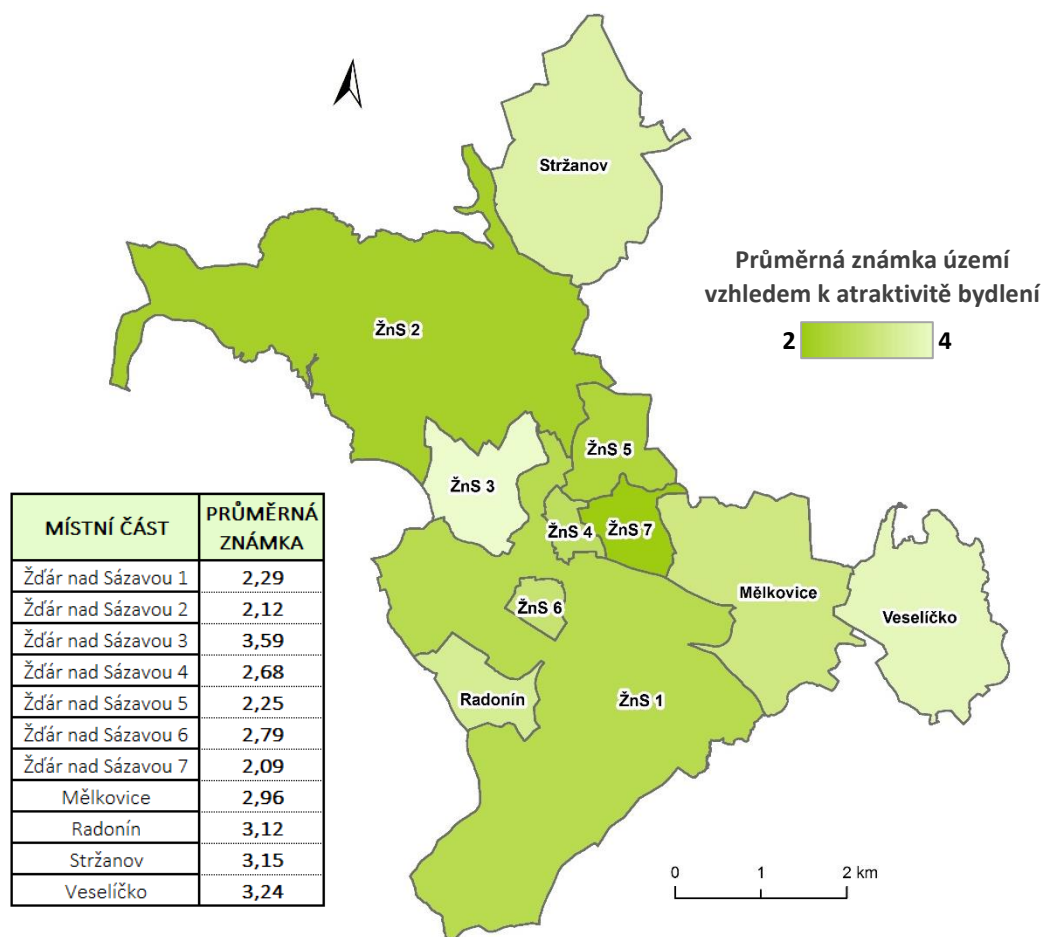 Stržanov
Průměrná známka území
vzhledem k atraktivitě bydlení
2 4
ŽnS 2
ŽnS 5
ŽnS 3
ŽnS 4
ŽnS 7
Mělkovice
Veselíčko
ŽnS 6
Radonín
ŽnS 1
MÍSTNÍ ČÁST PRŮMĚRNÁ ZNÁMKA
Žďár nad Sázavou 1 2,29
Žďár nad Sázavou 2 2,12
Žďár nad Sázavou 3 3,59
Žďár nad Sázavou 4 2,68
Žďár nad Sázavou 5 2,25
Žďár nad Sázavou 6 2,79
Žďár nad Sázavou 7 2,09
Mělkovice 2,96
Radonín 3,12
Stržanov 3,15
Veselíčko 3,24
0 1 2 km